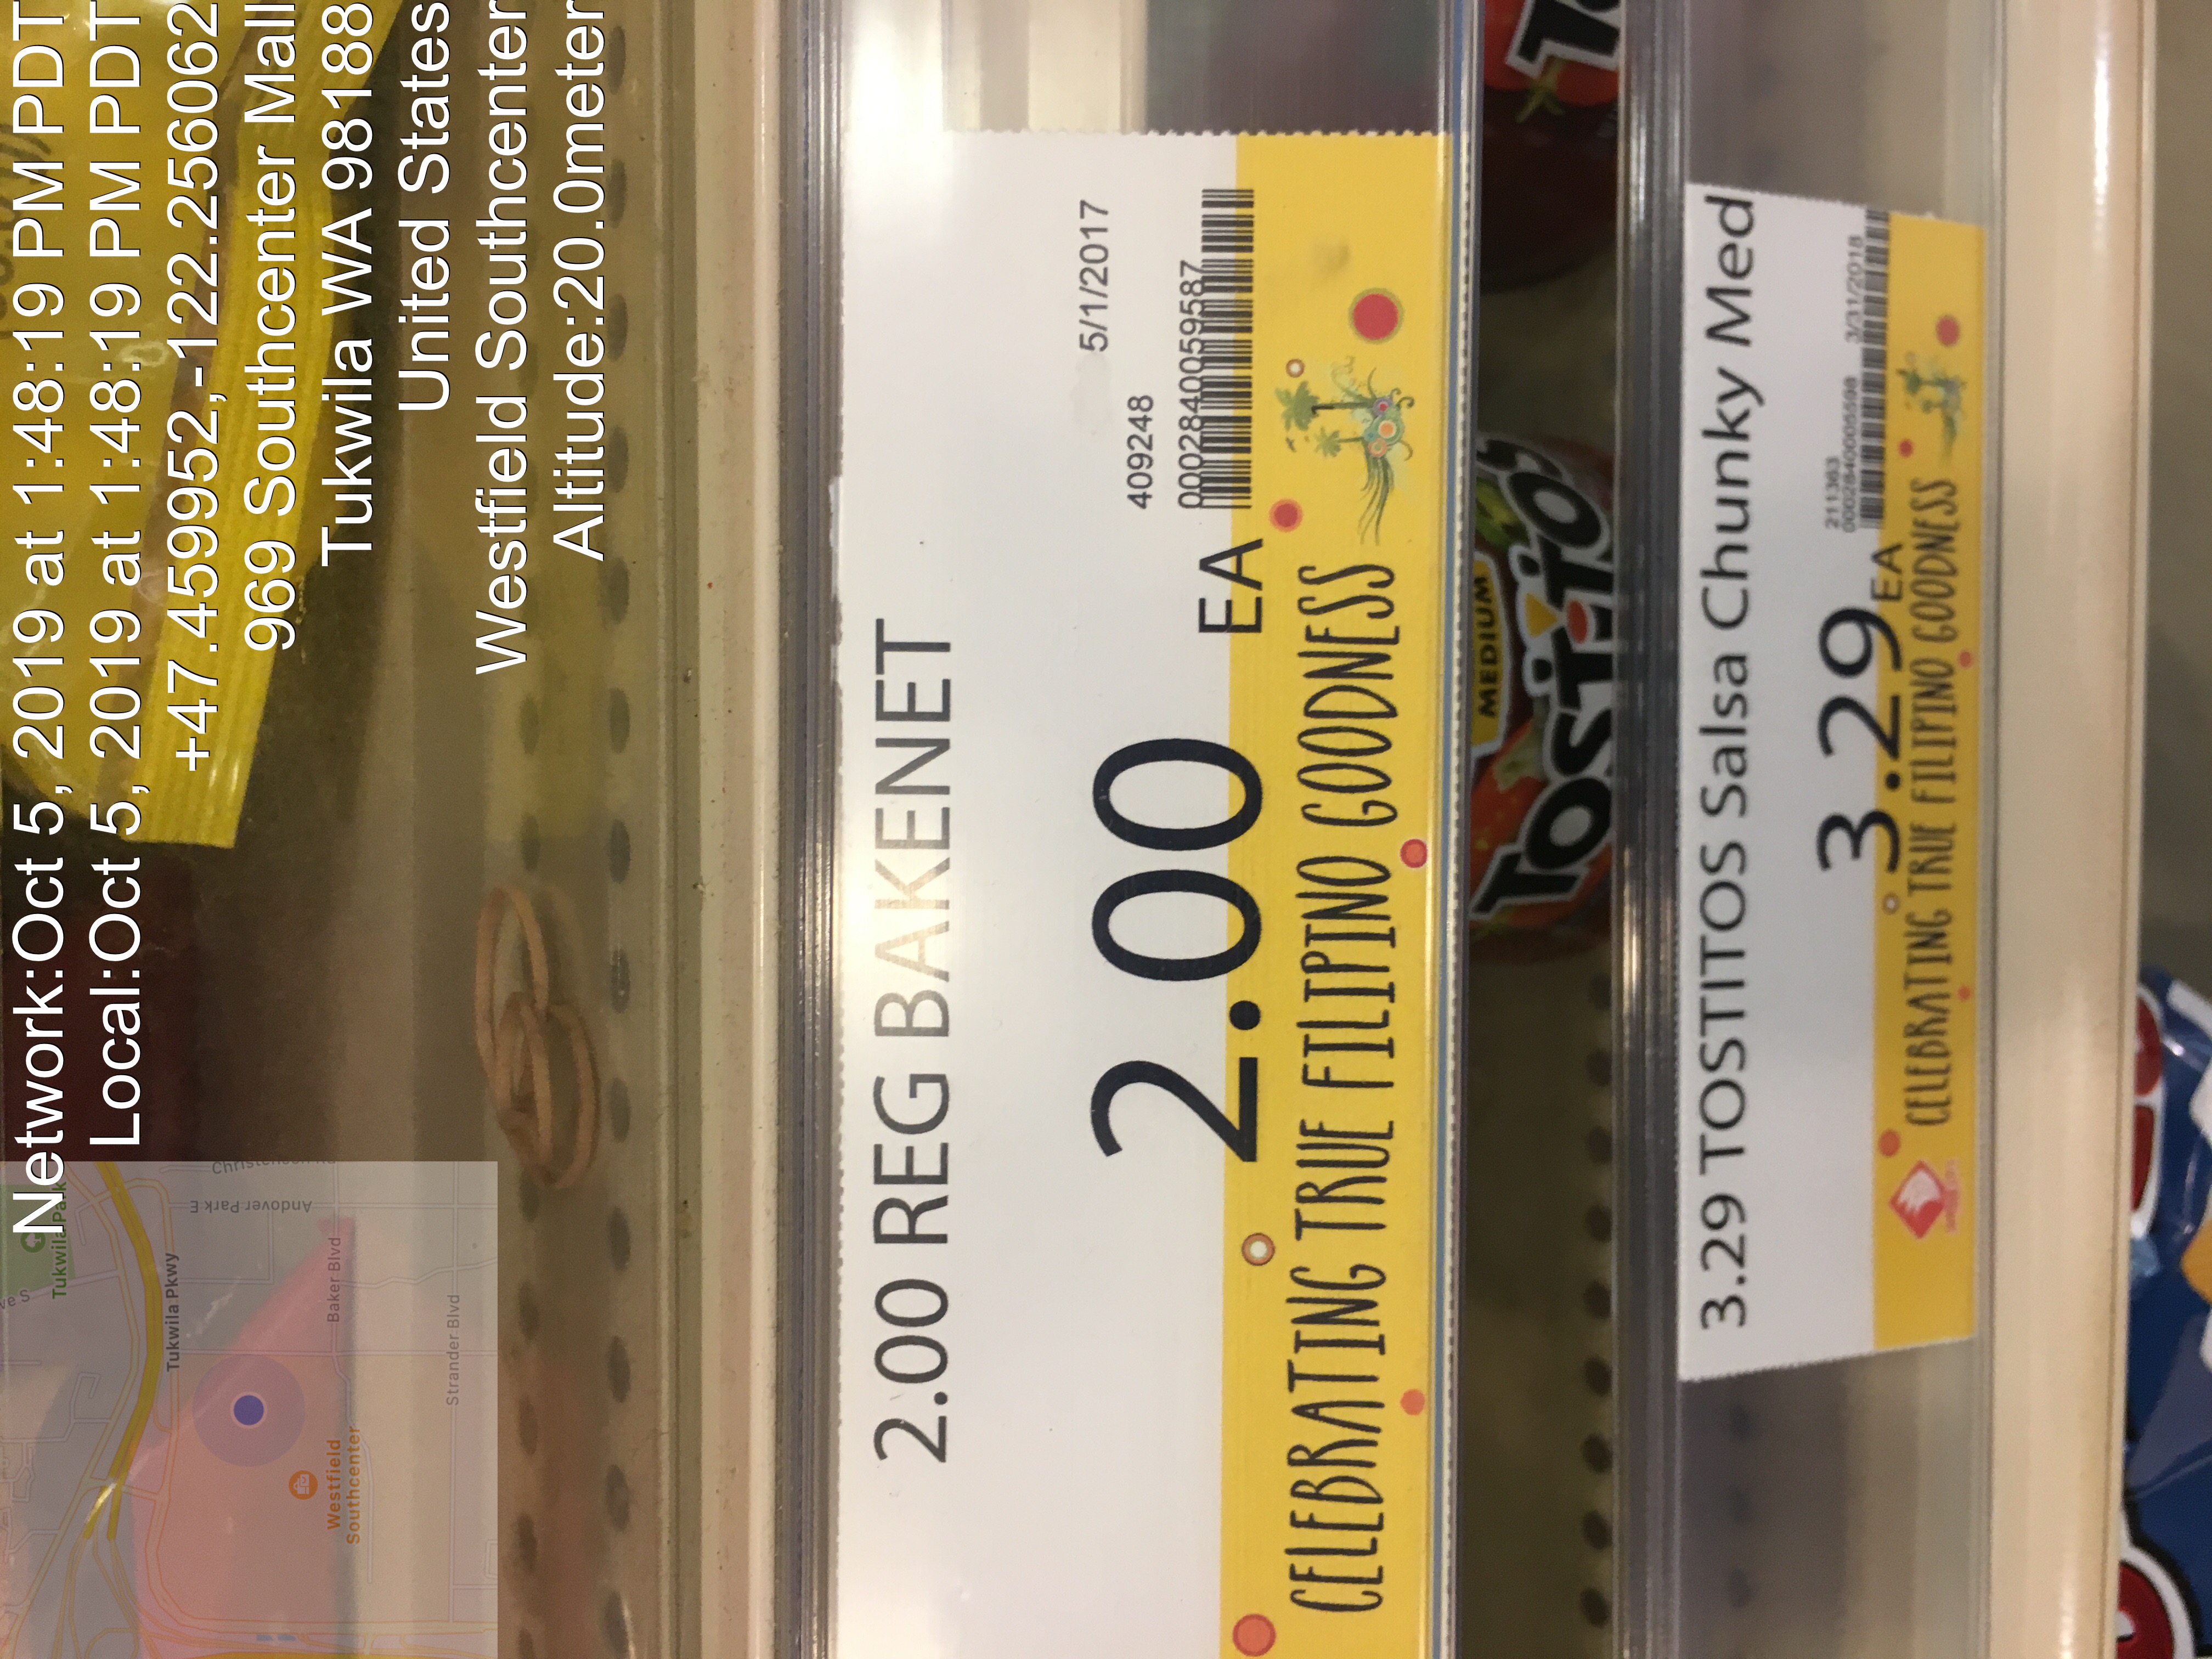 Network:Oct 5, 2019 at 1:48:19 PM PDT
Local:Oct 5, 2019 at 1:48:19 PM PDT
+47.459952,-122.256062
969 Southcenter Mall
Tukwila WA 98188
United States
Westfield Southcenter
Altitude:20.0meter
Tukwila Park
Tukwila Pkwy
Andover Park E
Westfield
Southcenter
Baker Blvd
Strander Blvd
2.00 REG BAKENET
5/1/2017
409248
0002840059587
2.00 EA
CELEBRATING TRUE FILIPINO GOODNESS
MEDIUM
TOSTITOS
3.29 TOSTITOS Salsa Chunky Med
211363
0002840005598 3/31/2018
3.29 EA
CELEBRATING TRUE FILIPINO GOODNESS